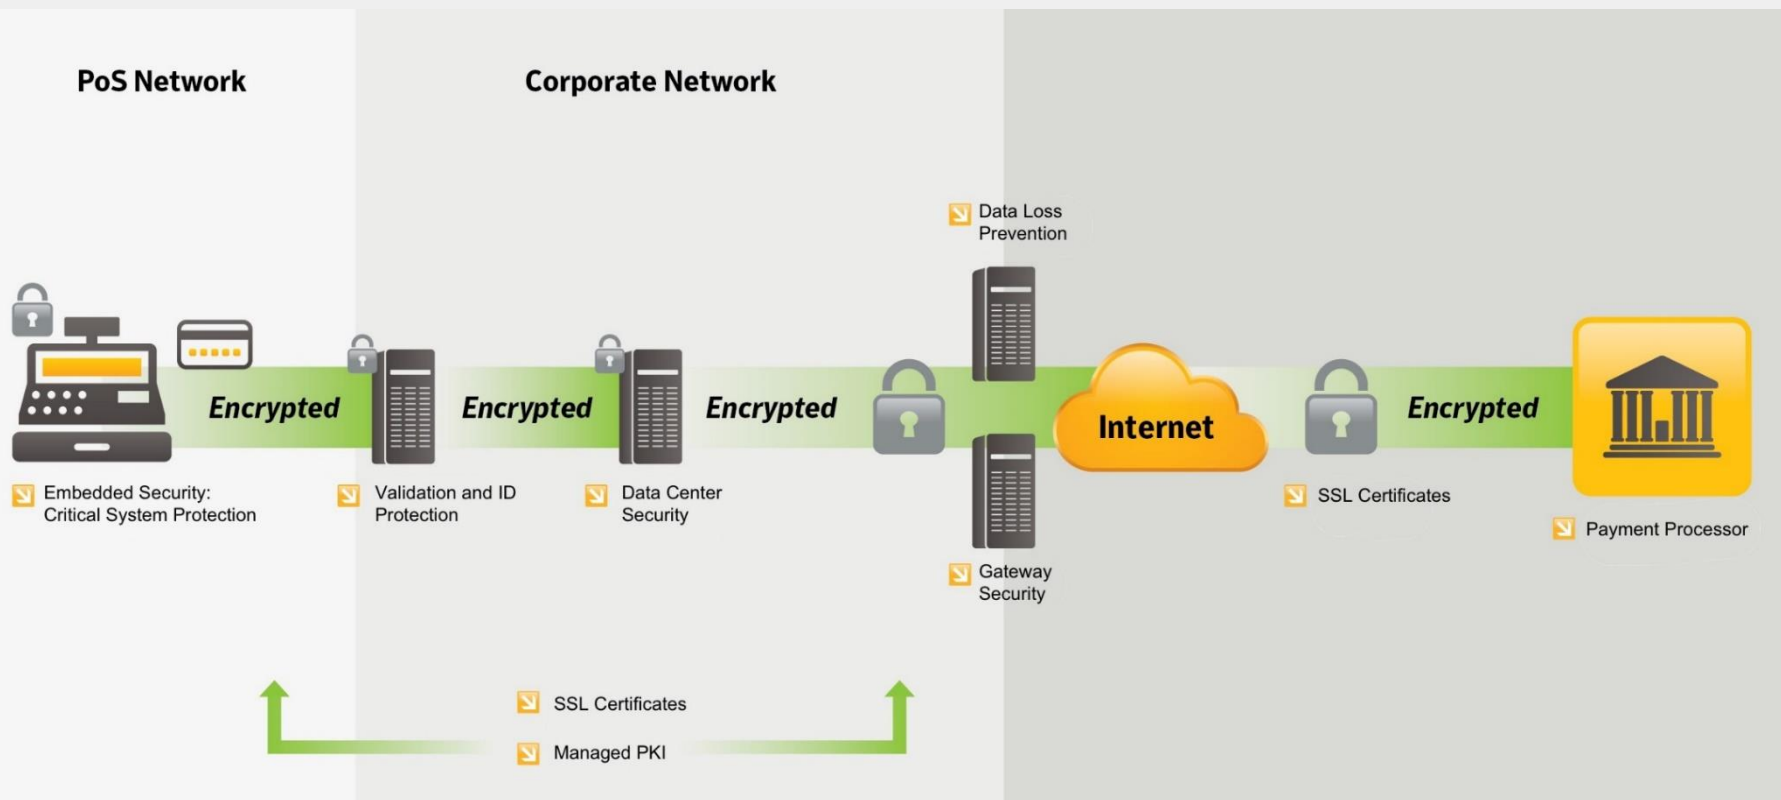 PoS Network
Corporate Network
Data Loss
Prevention
Encrypted
Encrypted
Encrypted
Internet
Encrypted
Embedded Security:
Critical System Protection
Validation and ID
Protection
Data Center
Security
SSL Certificates
Payment Processor
Gateway
Security
SSL Certificates
Managed PKI